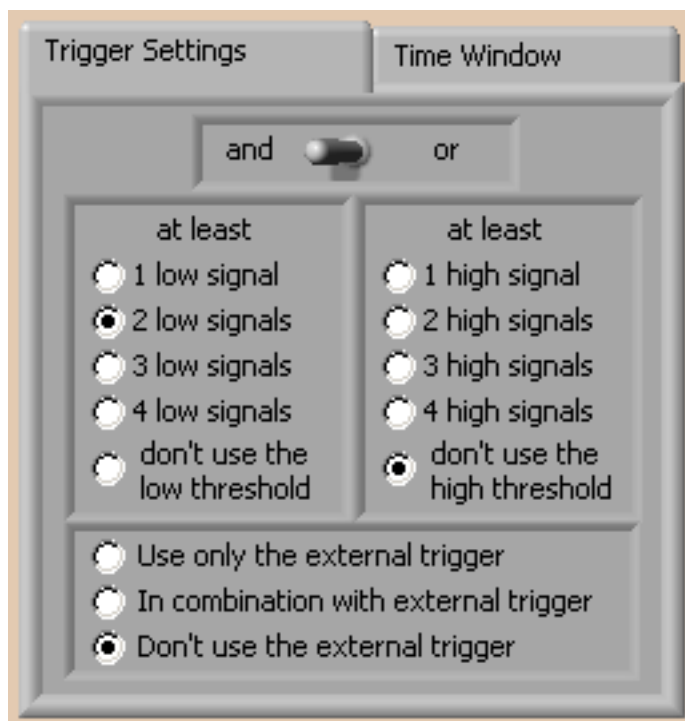 Trigger Settings
Time Window
and or
at least
1 low signal
2 low signals
3 low signals
4 low signals
don't use the
low threshold
at least
1 high signal
2 high signals
3 high signals
4 high signals
don't use the
high threshold
Use only the external trigger
In combination with external trigger
Don't use the external trigger